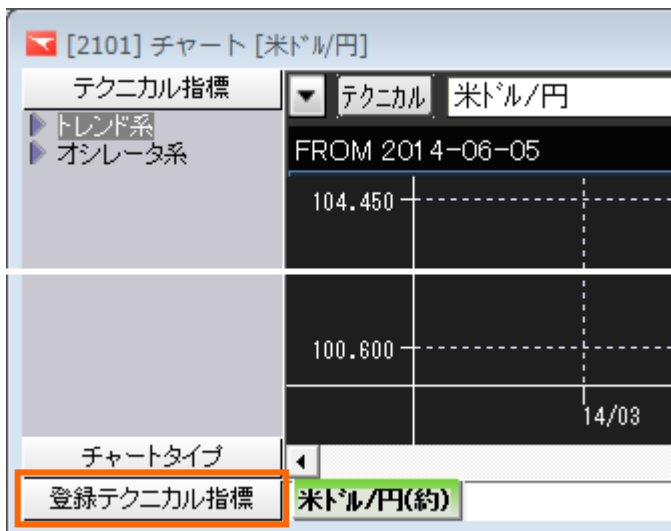 [2101] チャート [米ﾄﾞﾙ/円]
テクニカル指標
テクニカル
米ﾄﾞﾙ/円
トレンド系
オシレータ系
FROM 2014-06-05
104.450
100.600
14/03
チャートタイプ
登録テクニカル指標
米ﾄﾞﾙ/円(約)